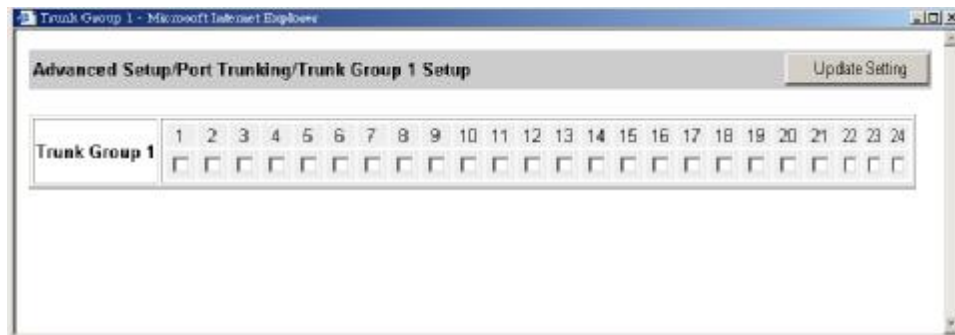 Trunk Group 1 - Microsoft Internet Explorer
Advanced Setup/Port Trunking/Trunk Group 1 Setup
Update Setting
Trunk Group 1
1 2 3 4 5 6 7 8 9 10 11 12 13 14 15 16 17 18 19 20 21 22 23 24